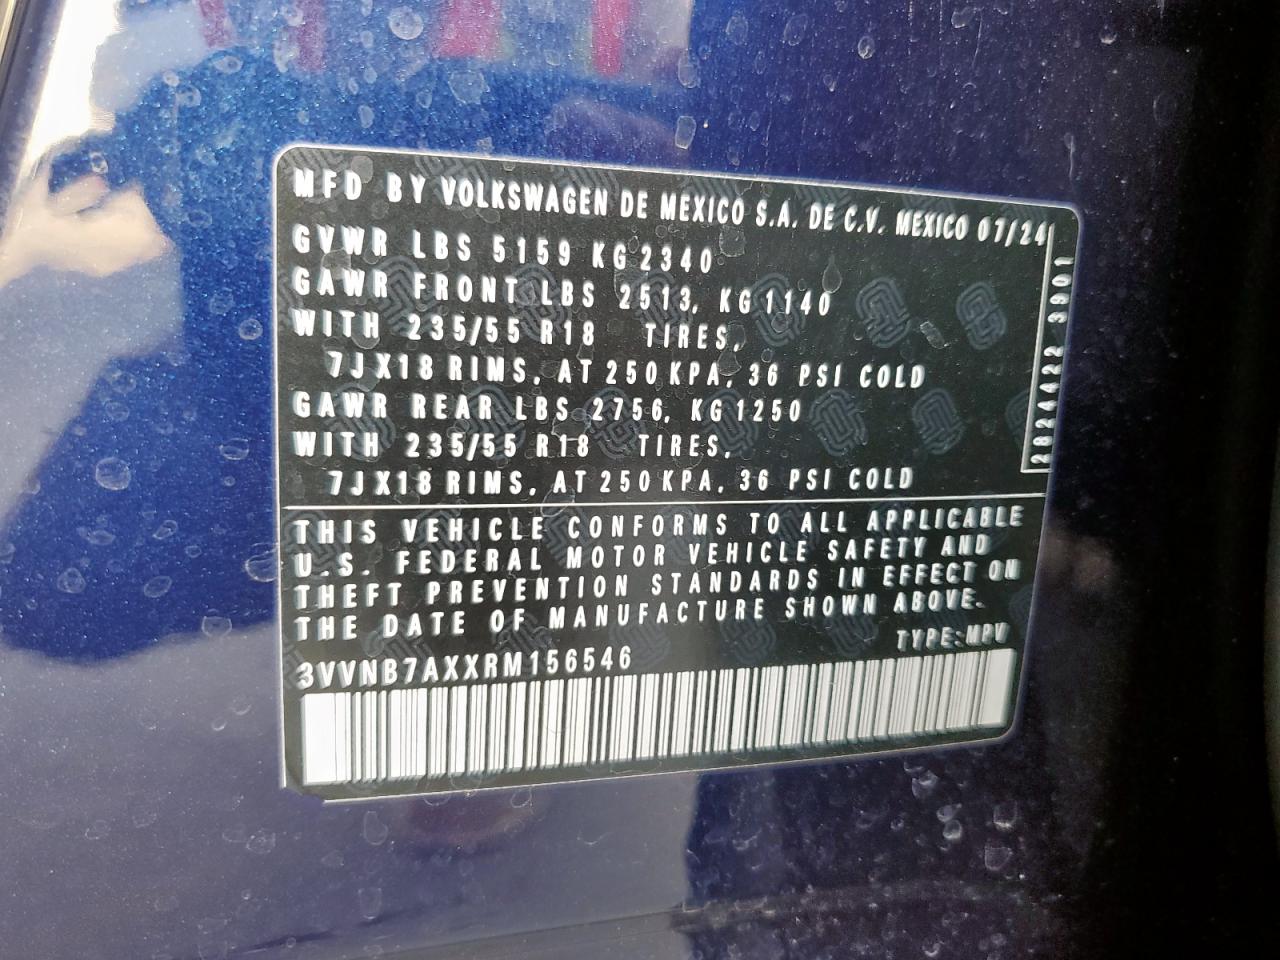 MFD BY VOLKSWAGEN DE MEXICO S.A. DE C.V. MEXICO 07/24
GVWR LBS 5159 KG 2340
GAWR FRONT LBS 2513, KG 1140
WITH 235/55 R18 TIRES,
7JX18 RIMS, AT 250 KPA, 36 PSI COLD
GAWR REAR LBS 2756, KG 1250
WITH 235/55 R18 TIRES,
7JX18 RIMS, AT 250 KPA, 36 PSI COLD
2821422 3901
THIS VEHICLE CONFORMS TO ALL APPLICABLE
U.S. FEDERAL MOTOR VEHICLE SAFETY AND
THEFT PREVENTION STANDARDS IN EFFECT ON
THE DATE OF MANUFACTURE SHOWN ABOVE.
TYPE:MPV
3VVNB7AXXRM156546